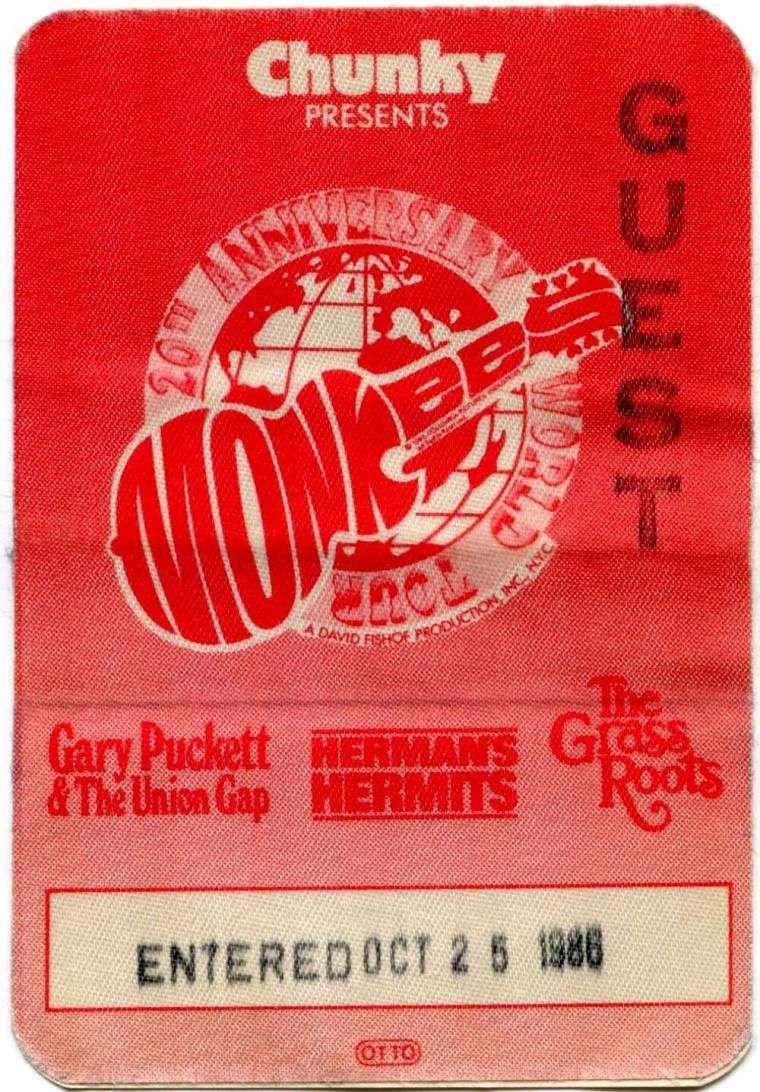 Chunky
PRESENTS
GUEST
20TH ANNIVERSARY WORLD TOUR
MONKEES
A DAVID FISHOF PRODUCTION, INC., N.Y.C.
Gary Puckett
& The Union Gap
HERMAN'S
HERMITS
The
Grass
Roots
ENTERED OCT 2 6 1986
OTTO